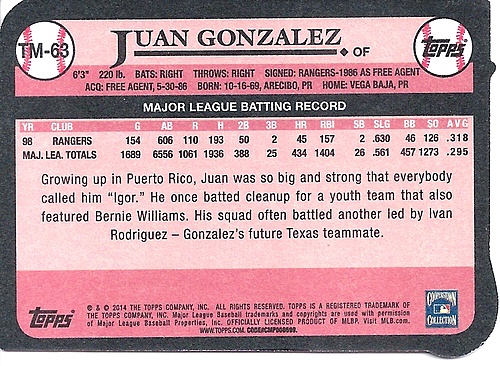 TM-63
JUAN GONZALEZ OF
topps
6'3" 220 lb. BATS: RIGHT THROWS: RIGHT SIGNED: RANGERS-1986 AS FREE AGENT
ACQ: FREE AGENT, 5-30-86 BORN: 10-16-69, ARECIBO, PR HOME: VEGA BAJA, PR
MAJOR LEAGUE BATTING RECORD
YR CLUB G AB R H 2B 3B HR RBI SB SLG BB SO AVG
98 RANGERS 154 606 110 193 50 2 45 157 2 .630 46 126 .318
MAJ. LEA. TOTALS 1689 6556 1061 1936 388 25 434 1404 26 .561 457 1273 .295
Growing up in Puerto Rico, Juan was so big and strong that everybody
called him "Igor." He once batted cleanup for a youth team that also
featured Bernie Williams. His squad often battled another led by Ivan
Rodriguez – Gonzalez's future Texas teammate.
topps
® & © 2014 THE TOPPS COMPANY, INC. ALL RIGHTS RESERVED. TOPPS IS A REGISTERED TRADEMARK OF
THE TOPPS COMPANY, INC. Major League Baseball trademarks and copyrights are used with permission
of Major League Baseball Properties, Inc. OFFICIALLY LICENSED PRODUCT OF MLBP. Visit MLB.com.
WWW.TOPPS.COM.
COOPERSTOWN
COLLECTION